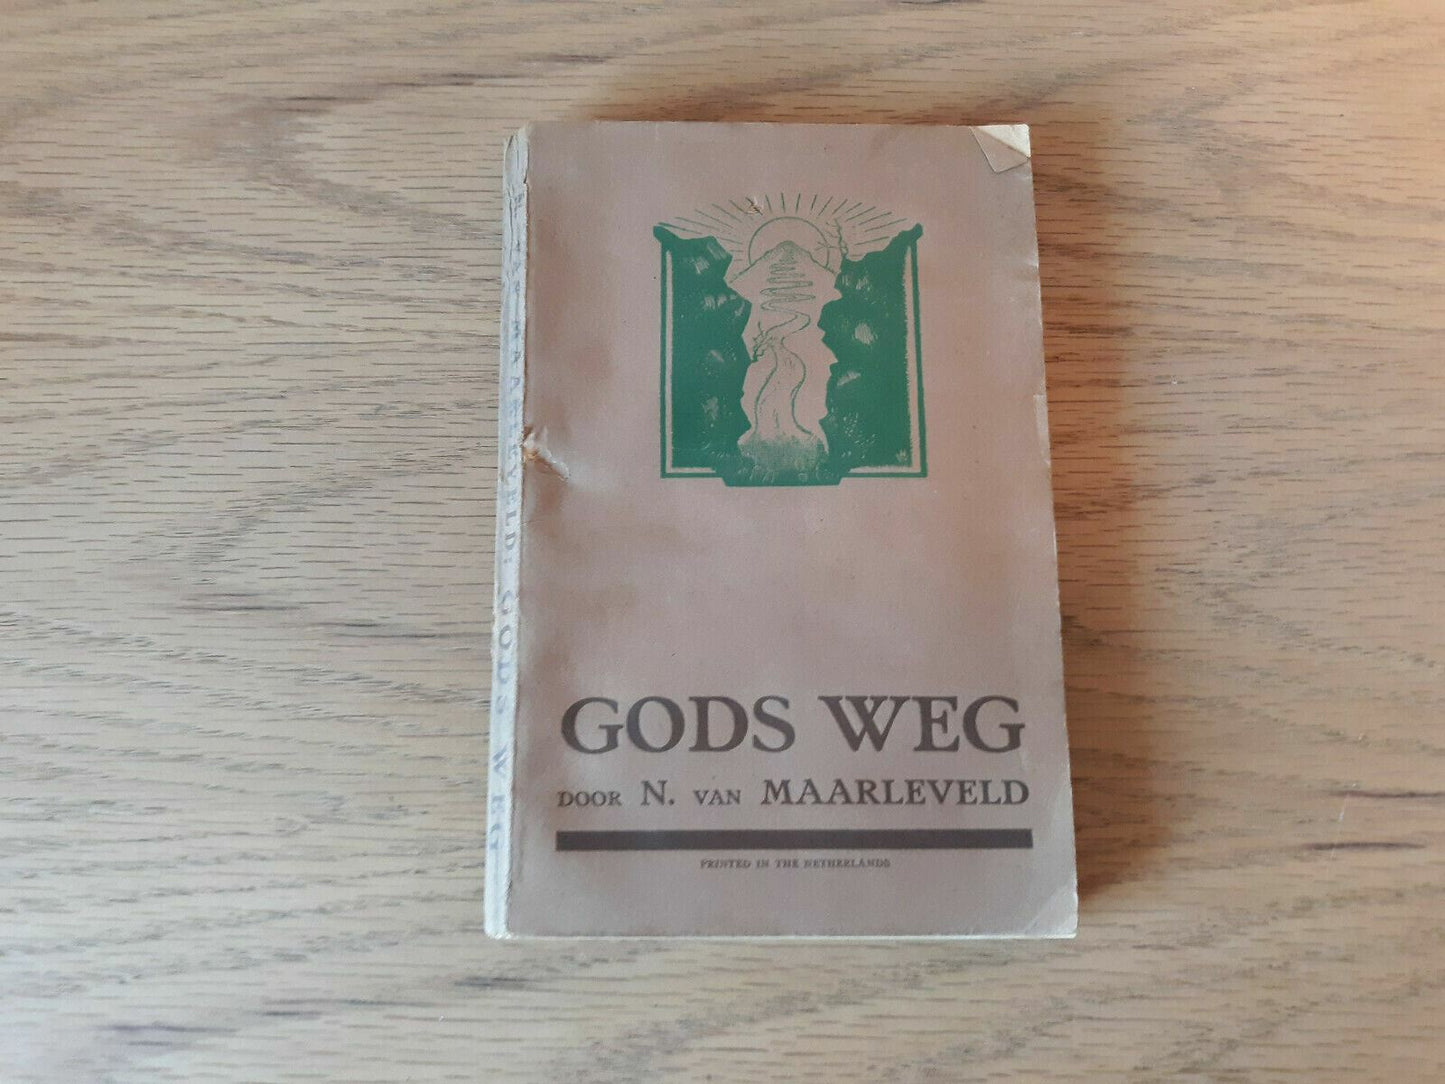 GODS WEG
DOOR N. VAN MAARLEVELD
PRINTED IN THE NETHERLANDS
MAARLEVELD: GODS WEG